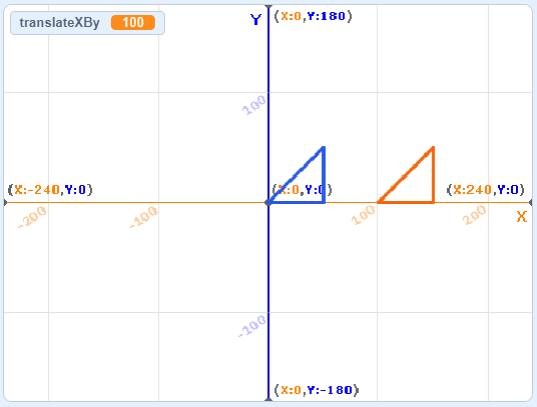 translateXBy 100
Y (X:0,Y:180)
100
(X:-240,Y:0) (X:0,Y:0) (X:240,Y:0)
-200 -100 100 200 X
-100
(X:0,Y:-180)